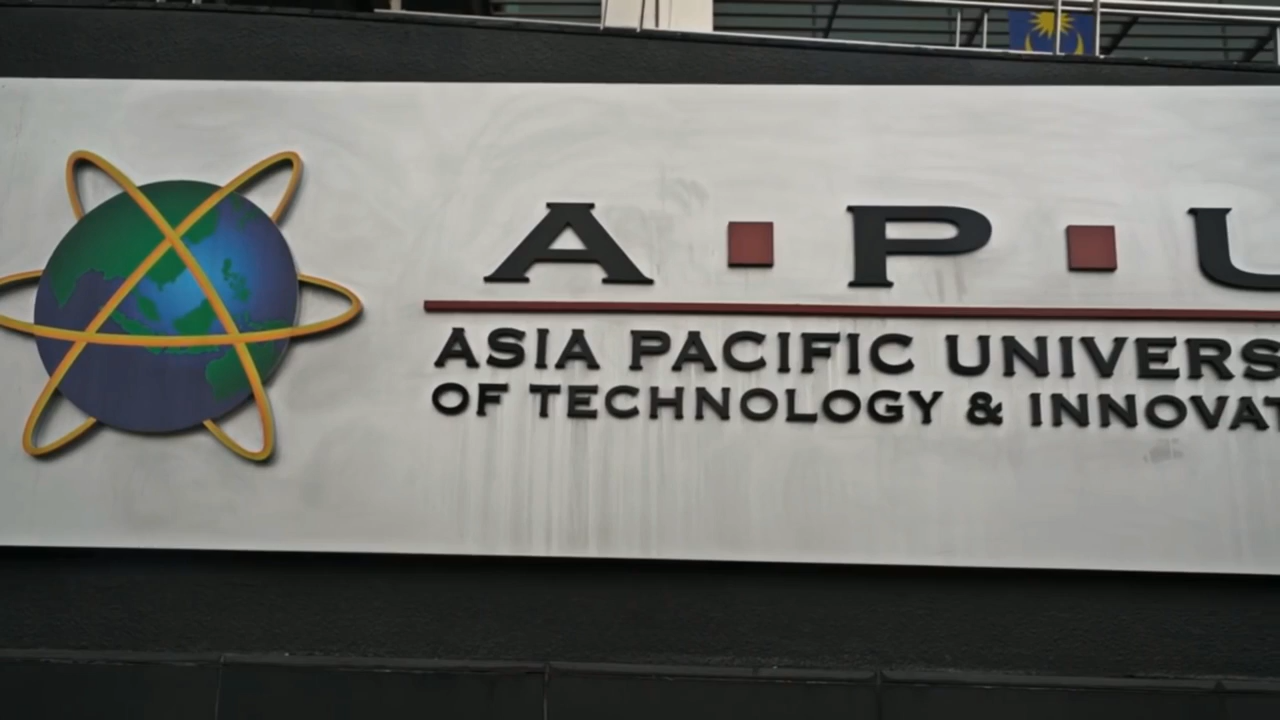 A ▪ P ▪ U
ASIA PACIFIC UNIVERS
OF TECHNOLOGY & INNOVAT